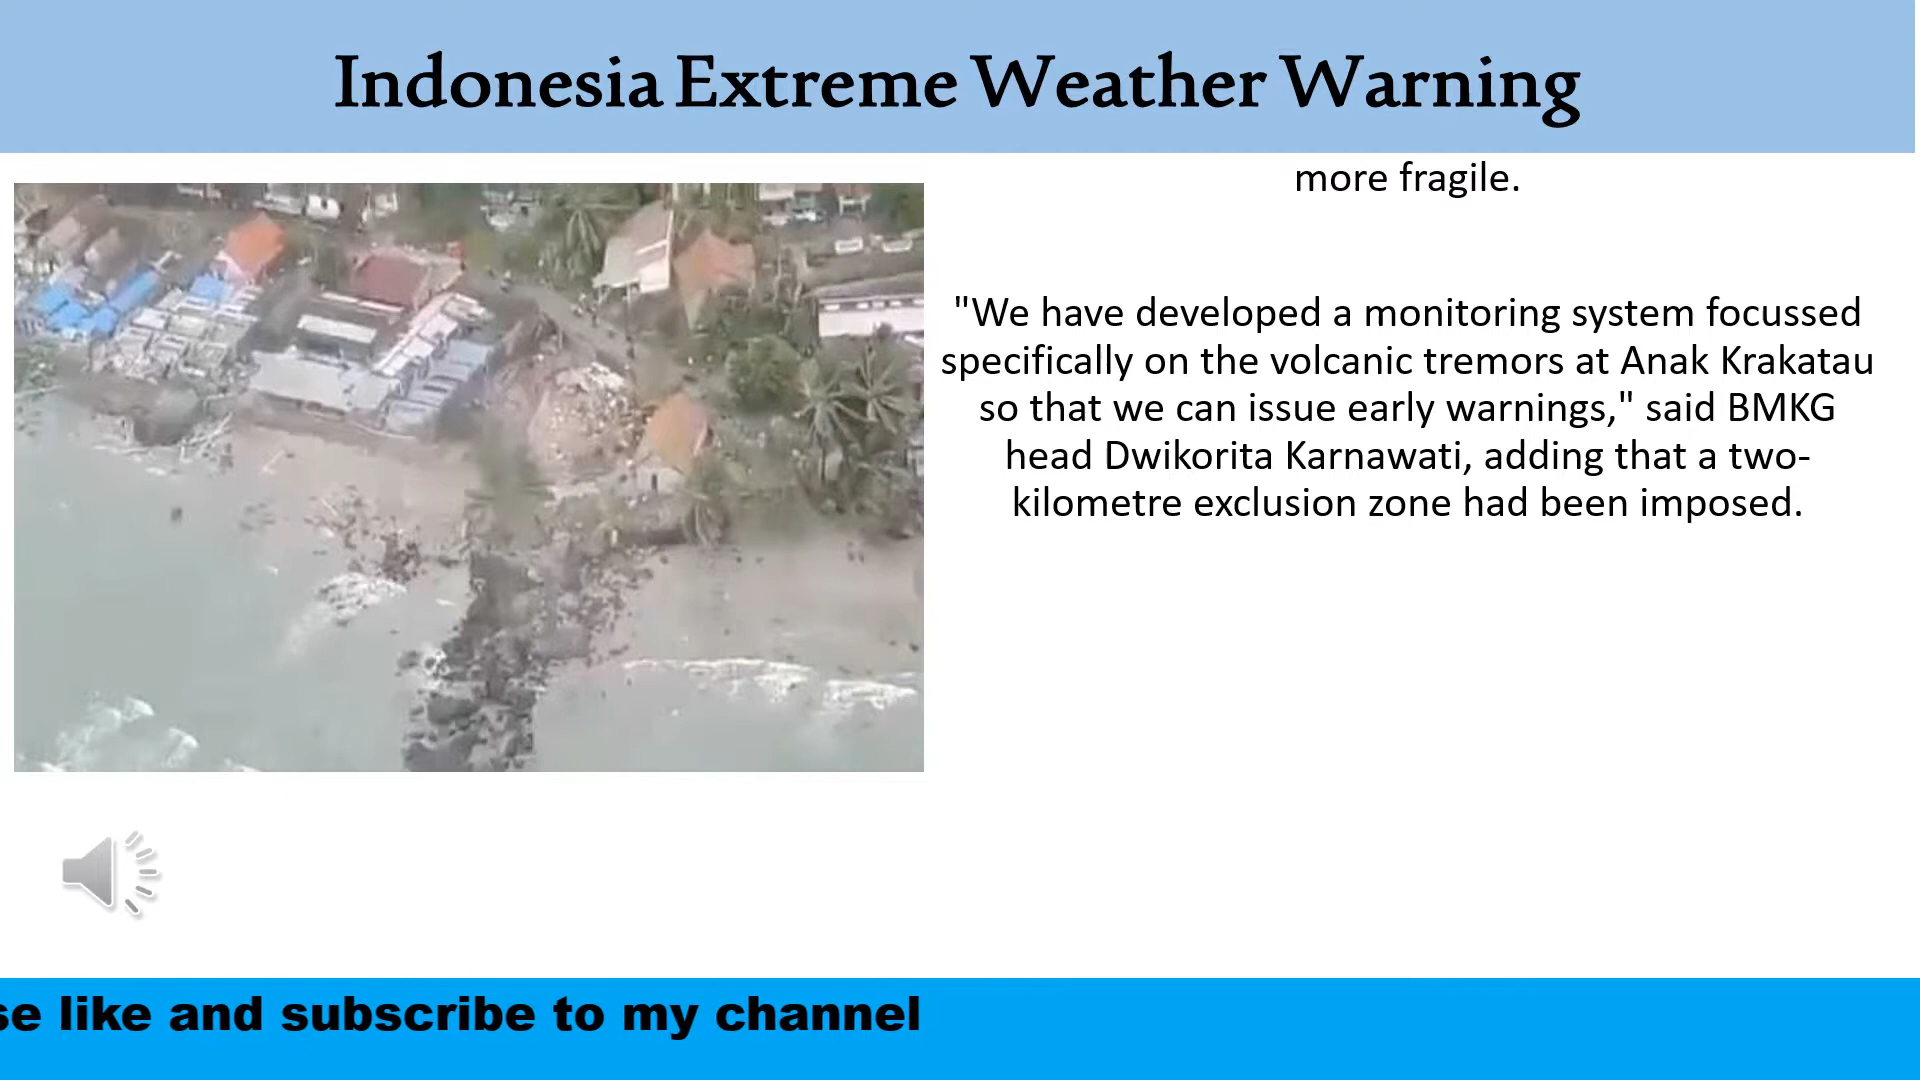 Indonesia Extreme Weather Warning
more fragile.
"We have developed a monitoring system focussed
specifically on the volcanic tremors at Anak Krakatau
so that we can issue early warnings," said BMKG
head Dwikorita Karnawati, adding that a two-
kilometre exclusion zone had been imposed.
se like and subscribe to my channel